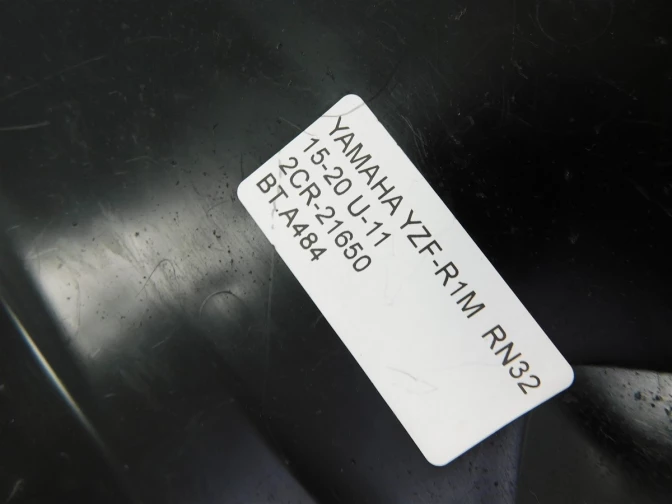 YAMAHA YZF-R1M RN32
15-20 U-11
2CR-21650
BT A484